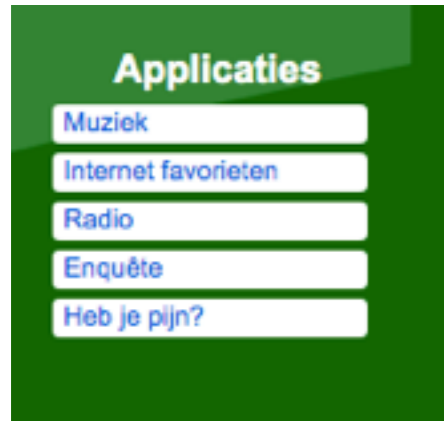 Applicaties
Muziek
Internet favorieten
Radio
Enquête
Heb je pijn?